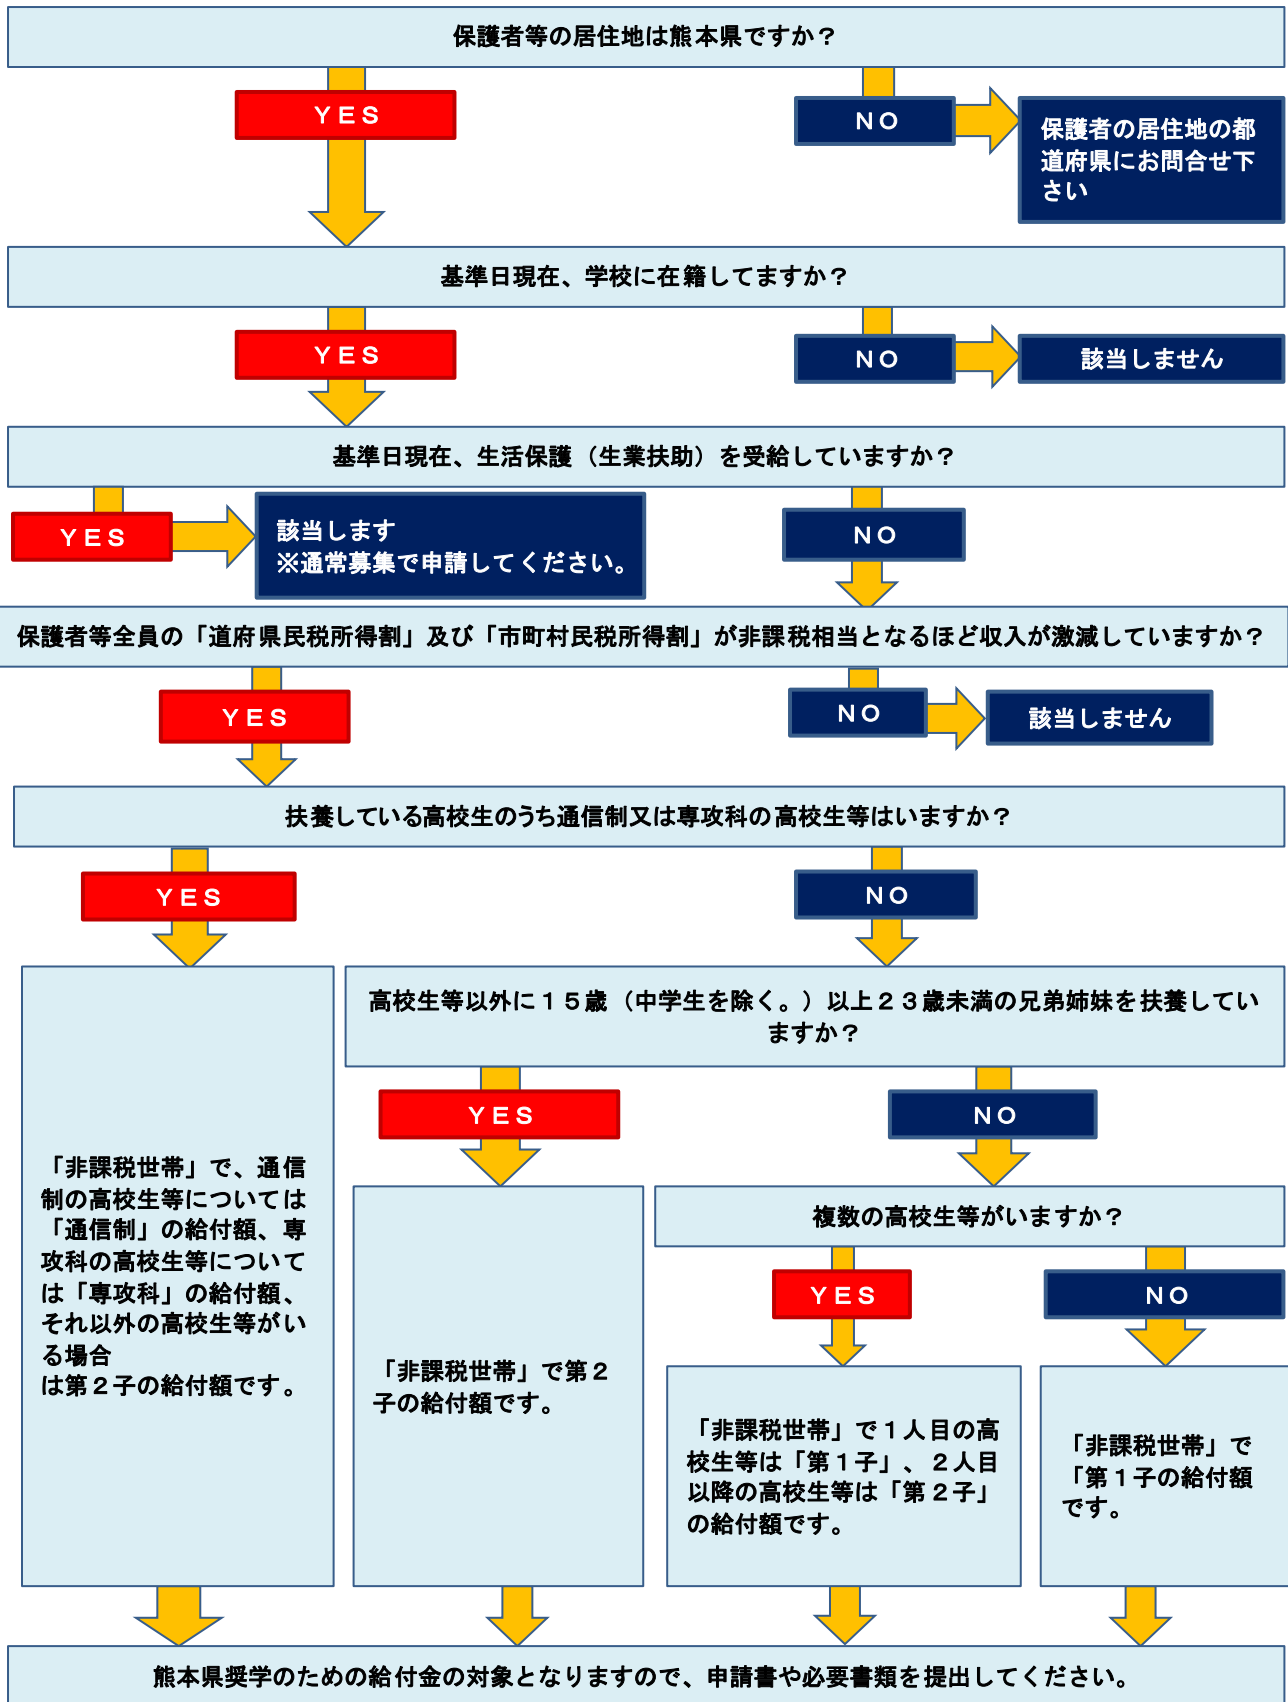 保護者等の居住地は熊本県ですか？
ＹＥＳ
ＮＯ
保護者の居住地の都
道府県にお問合せ下
さい
基準日現在、学校に在籍してますか？
ＹＥＳ
ＮＯ
該当しません
基準日現在、生活保護（生業扶助）を受給していますか？
ＹＥＳ
該当します
※通常募集で申請してください。
ＮＯ
保護者等全員の「道府県民税所得割」及び「市町村民税所得割」が非課税相当となるほど収入が激減していますか？
ＹＥＳ
ＮＯ
該当しません
扶養している高校生のうち通信制又は専攻科の高校生等はいますか？
ＹＥＳ
ＮＯ
「非課税世帯」で、通信
制の高校生等については
「通信制」の給付額、専
攻科の高校生等について
は「専攻科」の給付額、
それ以外の高校生等がい
る場合
は第２子の給付額です。
高校生等以外に１５歳（中学生を除く。）以上２３歳未満の兄弟姉妹を扶養してい
ますか？
ＹＥＳ
ＮＯ
「非課税世帯」で第２
子の給付額です。
複数の高校生等がいますか？
ＹＥＳ
ＮＯ
「非課税世帯」で１人目の高
校生等は「第１子」、２人目
以降の高校生等は「第２子」
の給付額です。
「非課税世帯」で
「第１子の給付額
です。
熊本県奨学のための給付金の対象となりますので、申請書や必要書類を提出してください。